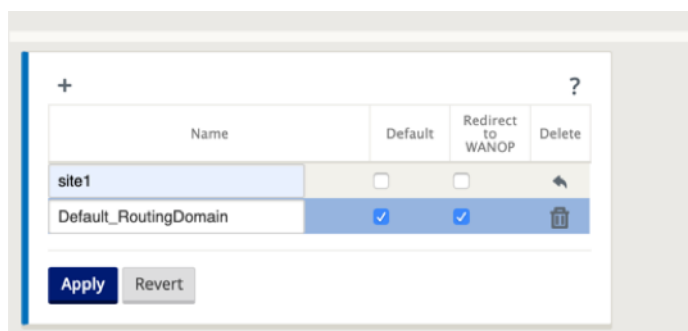 + ?
Name Default Redirect to WANOP Delete
site1
Default_RoutingDomain
Apply Revert